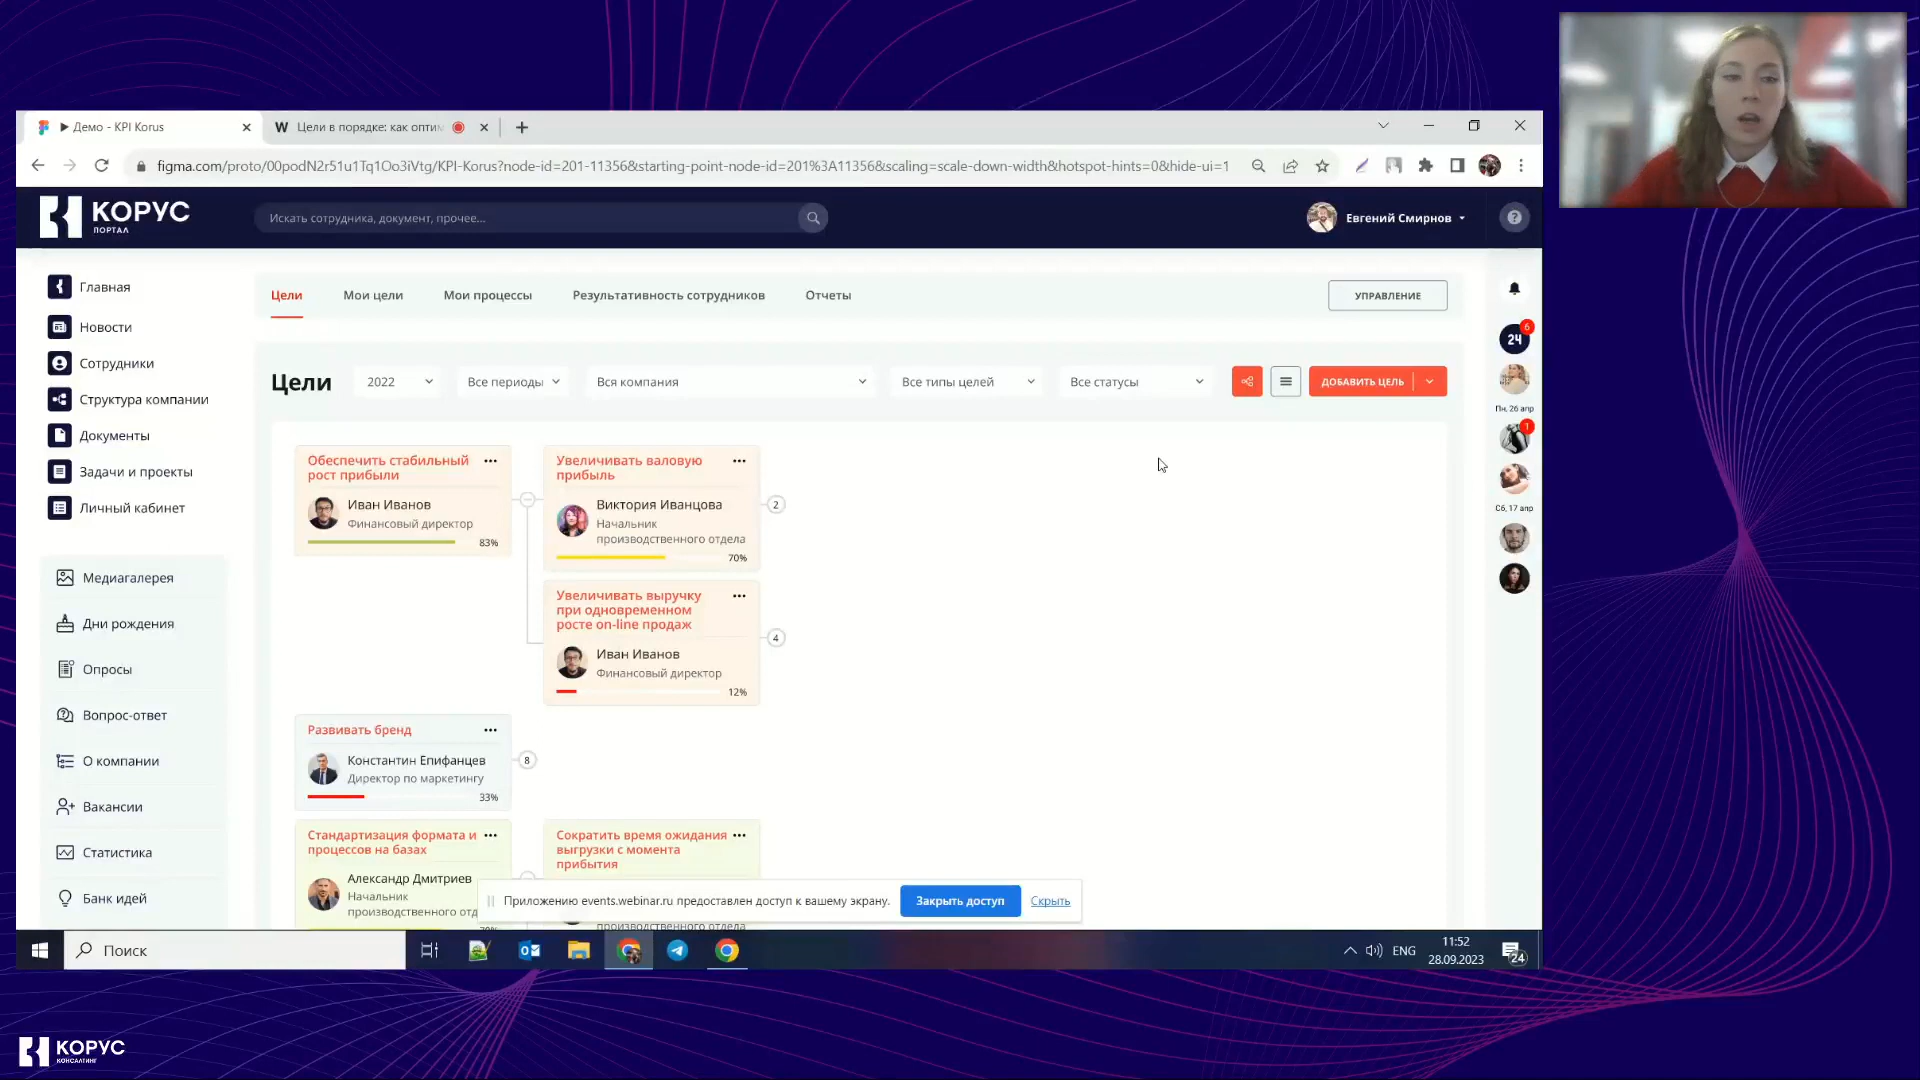 Демо - KPI Korus
Цели в порядке: как опти
figma.com/proto/00podN2r51u1Tq1Oo3iVtg/KPI-Korus?node-id=201-11356&starting-point-node-id=201%3A11356&scaling=scale-down-width&hotspot-hints=0&hide-ui=1
КОРУС
ПОРТАЛ
Искать сотрудника, документ, прочее...
Евгений Смирнов
Главная
Новости
Сотрудники
Структура компании
Документы
Задачи и проекты
Личный кабинет
Медиагалерея
Дни рождения
Опросы
Вопрос-ответ
О компании
Вакансии
Статистика
Банк идей
Цели
Мои цели
Мои процессы
Результативность сотрудников
Отчеты
УПРАВЛЕНИЕ
Цели
2022
Все периоды
Вся компания
Все типы целей
Все статусы
ДОБАВИТЬ ЦЕЛЬ
Обеспечить стабильный
рост прибыли
Иван Иванов
Финансовый директор
83%
Увеличивать валовую
прибыль
Виктория Иванцова
Начальник
производственного отдела
70%
2
Увеличивать выручку
при одновременном
росте on-line продаж
Иван Иванов
Финансовый директор
12%
4
Развивать бренд
Константин Епифанцев
Директор по маркетингу
33%
8
Стандартизация формата и
процессов на базах
Александр Дмитриев
Начальник
производственного отд
Сократить время ожидания
выгрузки с момента
прибытия
производственного отдела
24
6
Пн, 26 апр
1
Сб, 17 апр
Приложению events.webinar.ru предоставлен доступ к вашему экрану.
Закрыть доступ
Скрыть
Поиск
ENG
11:52
28.09.2023
24
КОРУС
КОНСАЛТИНГ